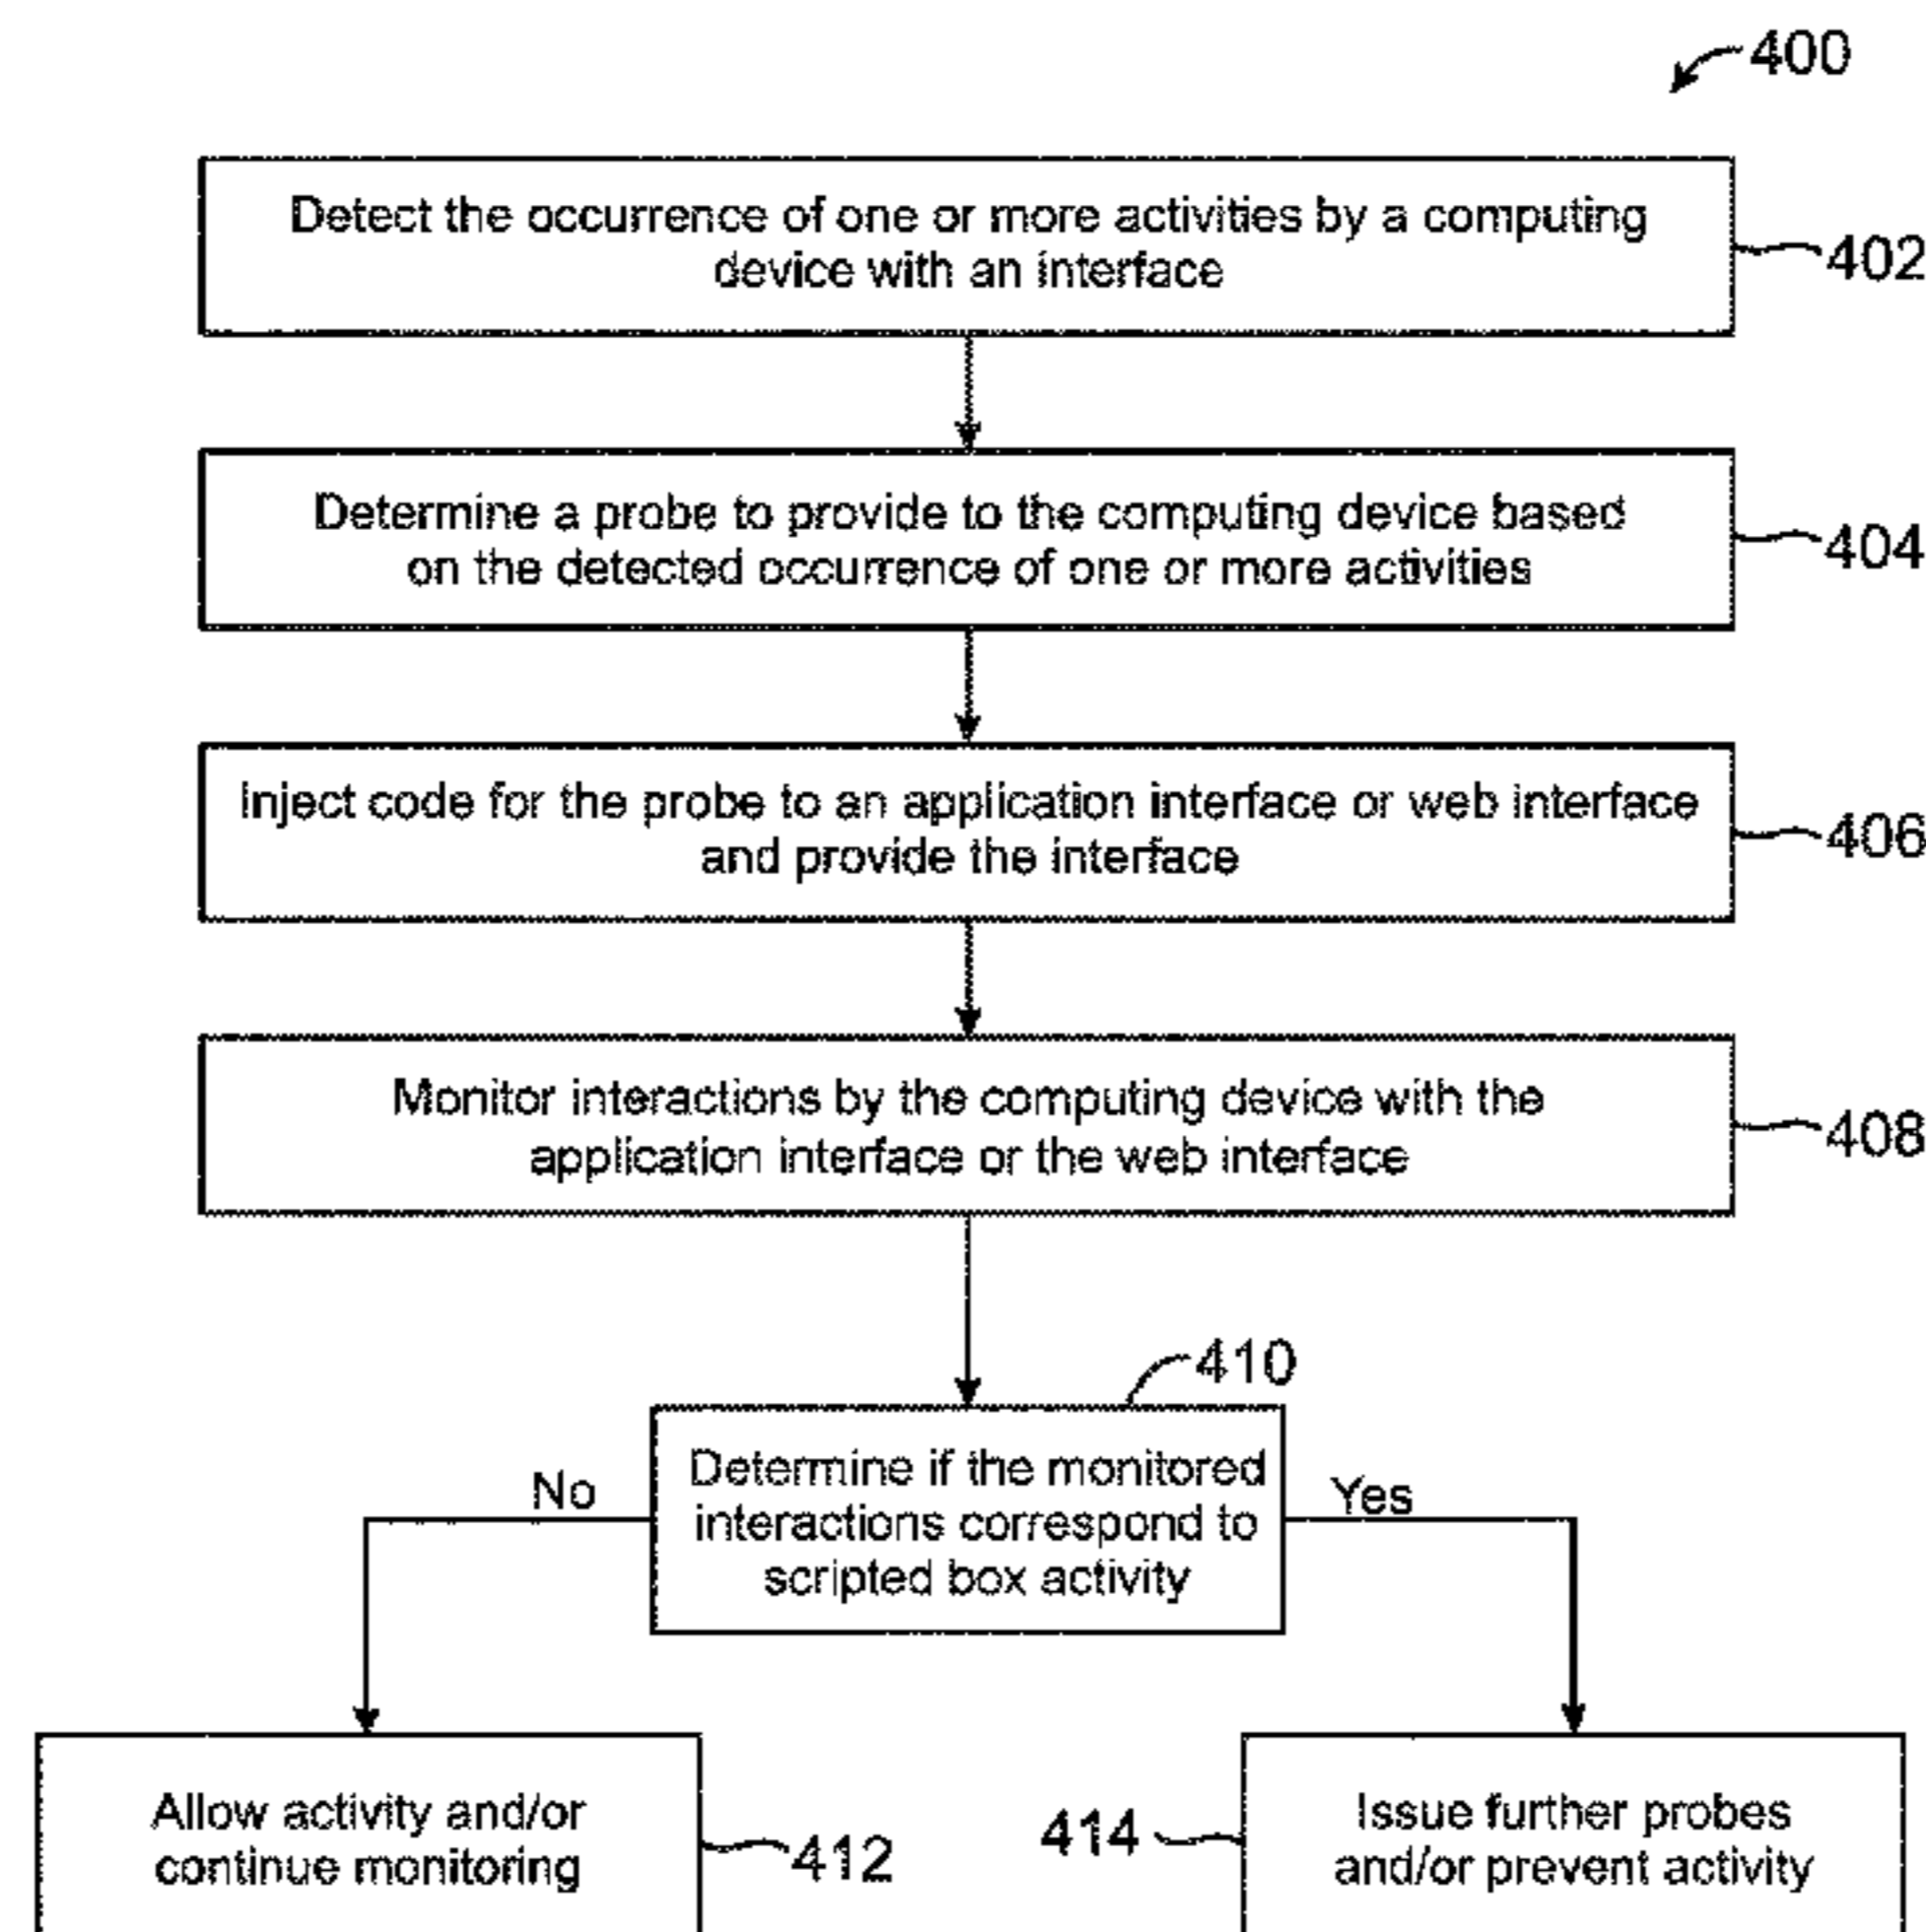 400
Detect the occurrence of one or more activities by a computing
device with an interface
402
Determine a probe to provide to the computing device based
on the detected occurrence of one or more activities
404
Inject code for the probe to an application interface or web interface
and provide the interface
406
Monitor interactions by the computing device with the
application interface or the web interface
408
410
Determine if the monitored
interactions correspond to
scripted box activity
No
Yes
Allow activity and/or
continue monitoring
412
414
Issue further probes
and/or prevent activity